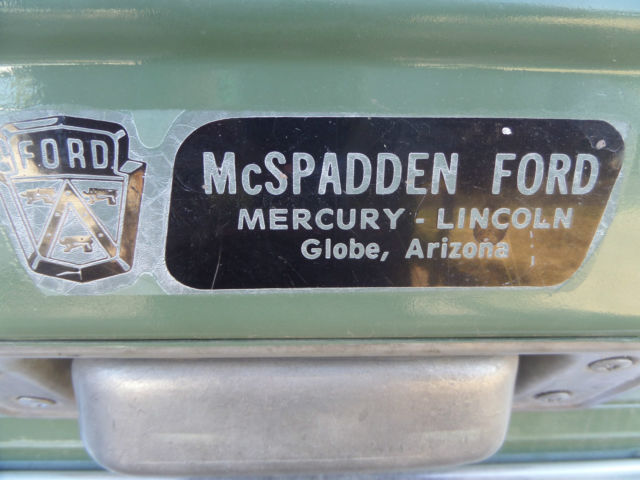 FORD
McSPADDEN FORD
MERCURY - LINCOLN
Globe, Arizona